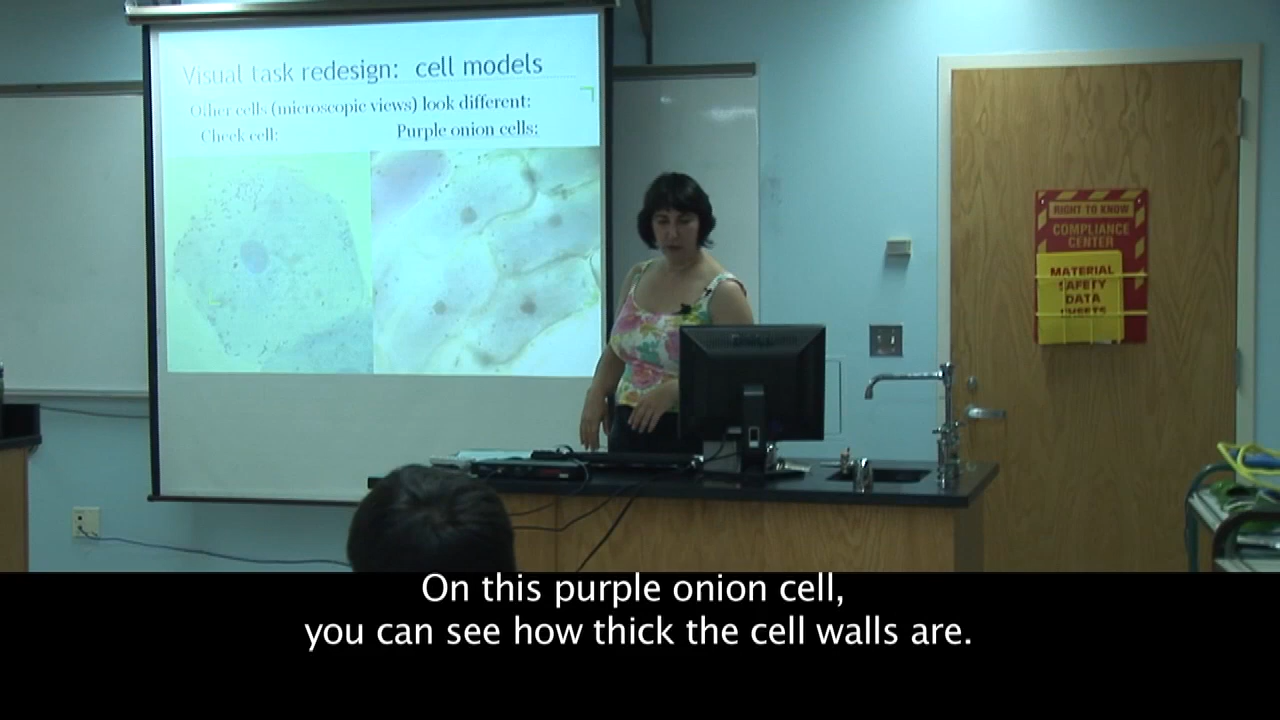 Visual task redesign: cell models
Other cells (microscopic views) look different:
Cheek cell:
Purple onion cells:
RIGHT TO KNOW
COMPLIANCE
CENTER
MATERIAL
SAFETY
DATA
SHEETS
On this purple onion cell,
you can see how thick the cell walls are.